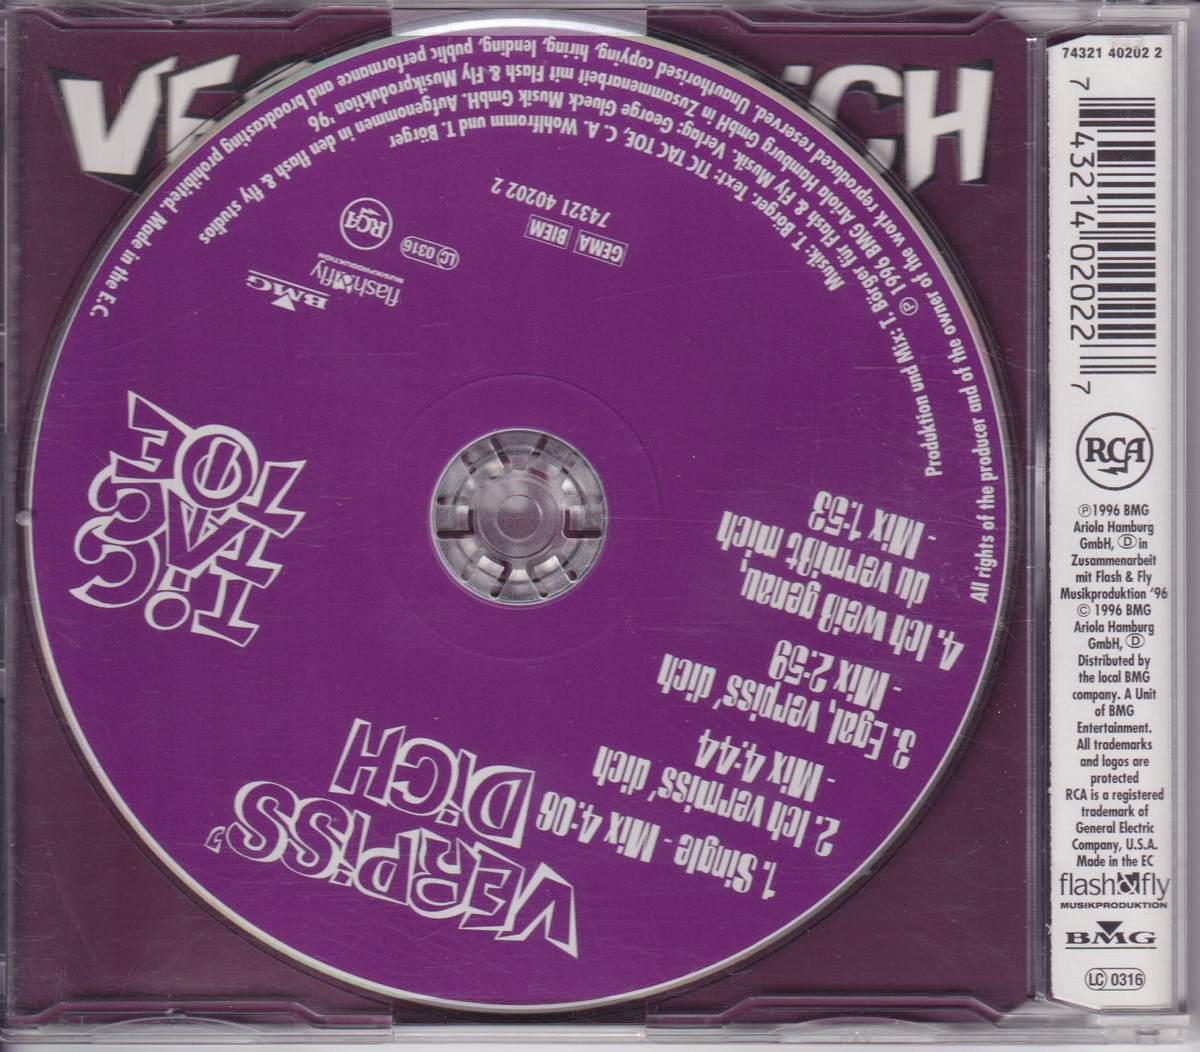 VE
CH
TiC
TAC
TOE
VERPiSS'
DiCH
1. Single - Mix 4:06
2. Ich vermiss' dich
- Mix 4:44
3. Egal, verpiss' dich
- Mix 2:59
4. Ich weiß genau,
du vermißt mich
- Mix 1:53
GEMA
BIEM
74321 40202 2
RCA
LC 0316
flash&fly
MUSIKPRODUKTION
BMG
Musik: T. Börger. Text: TIC TAC TOE, C. A. Wohlfromm und T. Börger
Produktion und Mix: T. Börger für Flash & Fly Musik. Verlag: George Glueck Musik GmbH. Aufgenommen in den flash & fly studios
Ⓟ 1996 BMG Ariola Hamburg GmbH in Zusammenarbeit mit Flash & Fly Musikproduktion '96
All rights of the producer and of the owner of the work reproduced reserved. Unauthorised copying, hiring, lending, public performance and brodcasting prohibited. Made in the E.C.
74321 40202 2
7 43214 02022 7
RCA
Ⓟ1996 BMG
Ariola Hamburg
GmbH, Ⓓ in
Zusammenarbeit
mit Flash & Fly
Musikproduktion '96
© 1996 BMG
Ariola Hamburg
GmbH, Ⓓ
Distributed by
the local BMG
company. A Unit
of BMG
Entertainment.
All trademarks
and logos are
protected
RCA is a registered
trademark of
General Electric
Company, U.S.A.
Made in the EC
flash&fly
MUSIKPRODUKTION
BMG
LC 0316